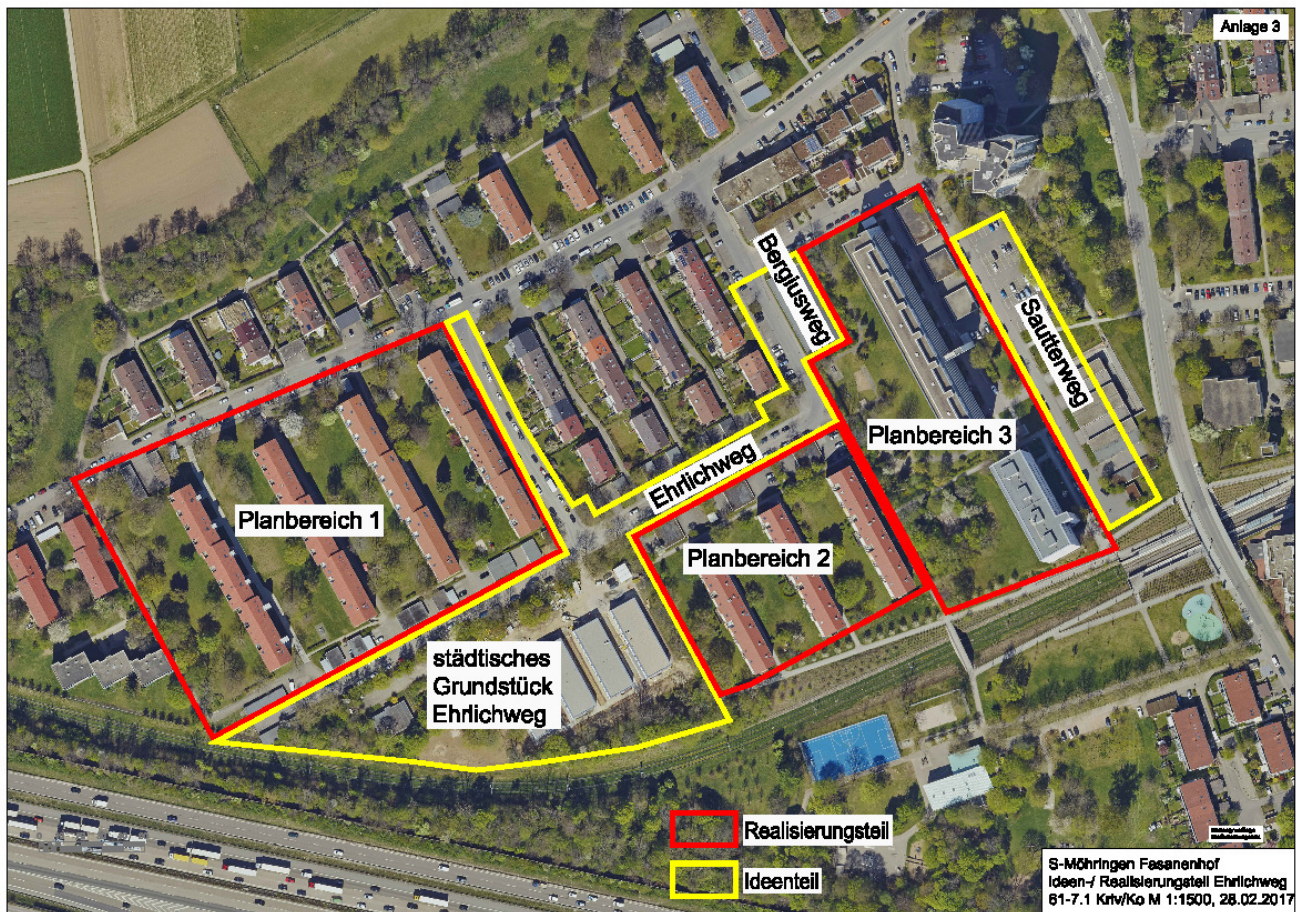 Anlage 3
Bergiusweg
Sautterweg
Planbereich 3
Ehrlichweg
Planbereich 1
Planbereich 2
städtisches
Grundstück
Ehrlichweg
Realisierungsteil
Ideenteil
S-Möhringen Fasanenhof
Ideen-/ Realisierungsteil Ehrlichweg
61-7.1 Kriv/Ko M 1:1500, 28.02.2017